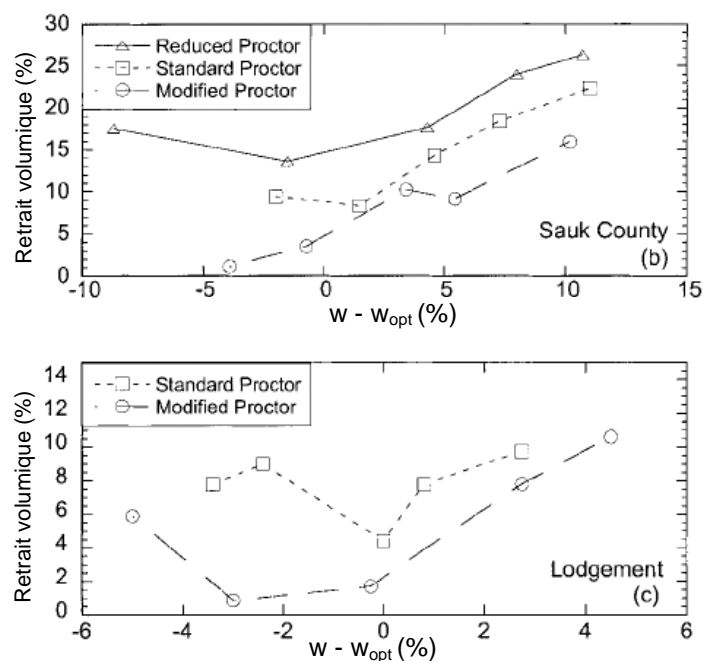 30
25
20
15
10
5
0
Retrait volumique (%)
Reduced Proctor
Standard Proctor
Modified Proctor
Sauk County
(b)
-10 -5 0 5 10 15
w - wopt (%)
14
12
10
8
6
4
2
0
Retrait volumique (%)
Standard Proctor
Modified Proctor
Lodgement
(c)
-6 -4 -2 0 2 4 6
w - wopt (%)